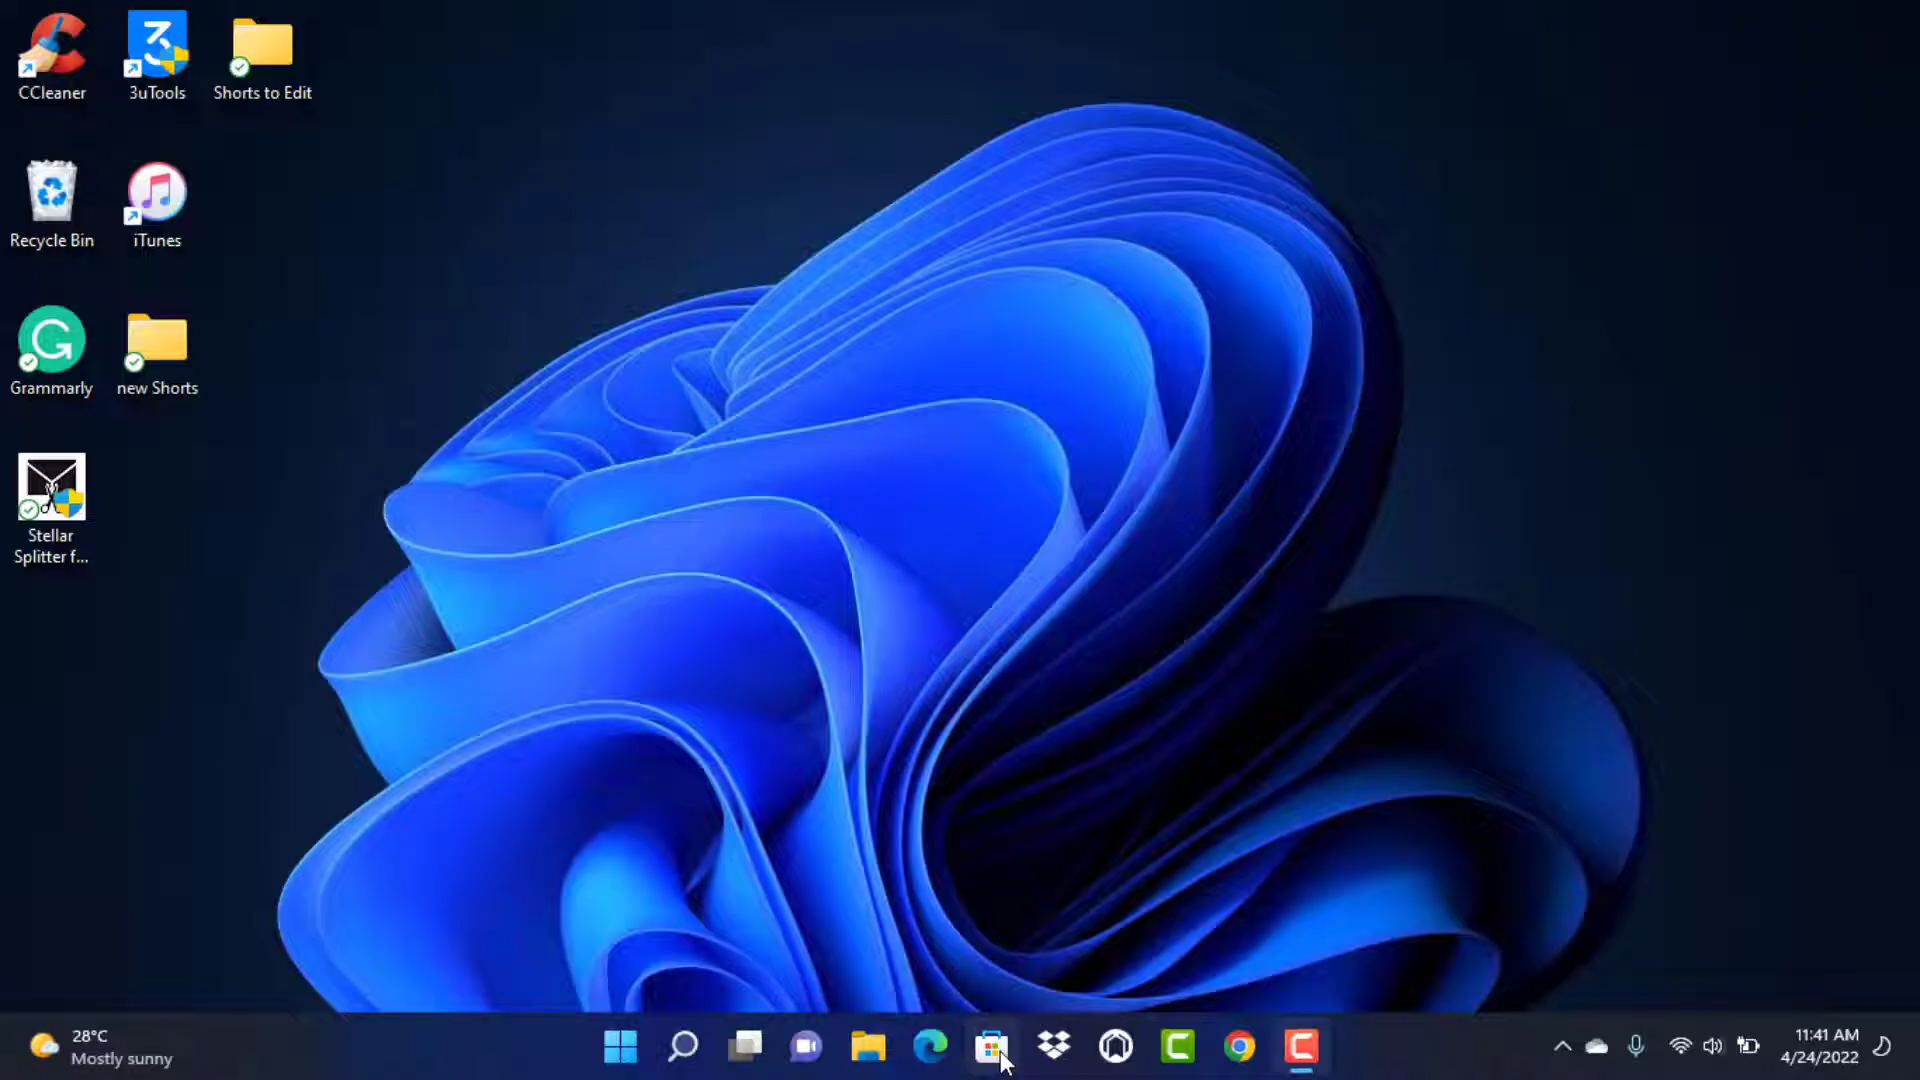 CCleaner
3uTools
Shorts to Edit
Recycle Bin
iTunes
Grammarly
new Shorts
Stellar
Splitter f...
28°C
Mostly sunny
11:41 AM
4/24/2022